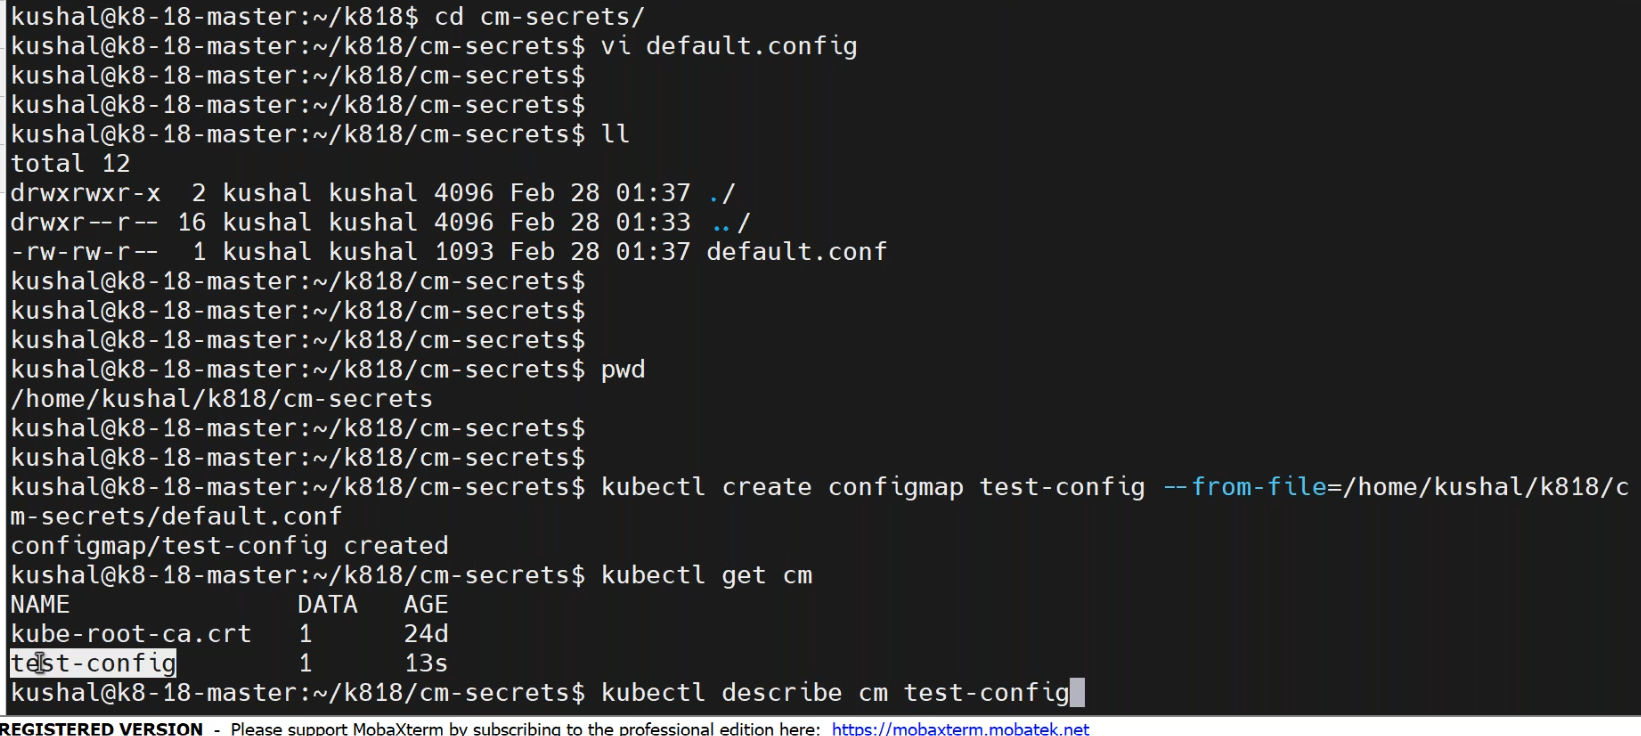 kushal@k8-18-master:~/k818$ cd cm-secrets/
kushal@k8-18-master:~/k818/cm-secrets$ vi default.config
kushal@k8-18-master:~/k818/cm-secrets$
kushal@k8-18-master:~/k818/cm-secrets$
kushal@k8-18-master:~/k818/cm-secrets$ ll
total 12
drwxrwxr-x  2 kushal kushal 4096 Feb 28 01:37 ./
drwxr--r-- 16 kushal kushal 4096 Feb 28 01:33 ../
-rw-rw-r--  1 kushal kushal 1093 Feb 28 01:37 default.conf
kushal@k8-18-master:~/k818/cm-secrets$
kushal@k8-18-master:~/k818/cm-secrets$
kushal@k8-18-master:~/k818/cm-secrets$
kushal@k8-18-master:~/k818/cm-secrets$ pwd
/home/kushal/k818/cm-secrets
kushal@k8-18-master:~/k818/cm-secrets$
kushal@k8-18-master:~/k818/cm-secrets$
kushal@k8-18-master:~/k818/cm-secrets$ kubectl create configmap test-config --from-file=/home/kushal/k818/c
m-secrets/default.conf
configmap/test-config created
kushal@k8-18-master:~/k818/cm-secrets$ kubectl get cm
NAME               DATA   AGE
kube-root-ca.crt   1      24d
test-config        1      13s
kushal@k8-18-master:~/k818/cm-secrets$ kubectl describe cm test-config
REGISTERED VERSION  -  Please support MobaXterm by subscribing to the professional edition here:  https://mobaxterm.mobatek.net